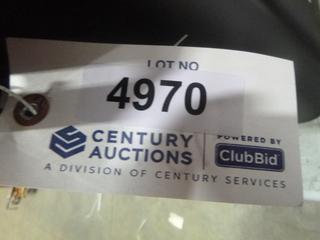 LOT NO
4970
CENTURY
AUCTIONS
POWERED BY
ClubBid
A DIVISION OF CENTURY SERVICES